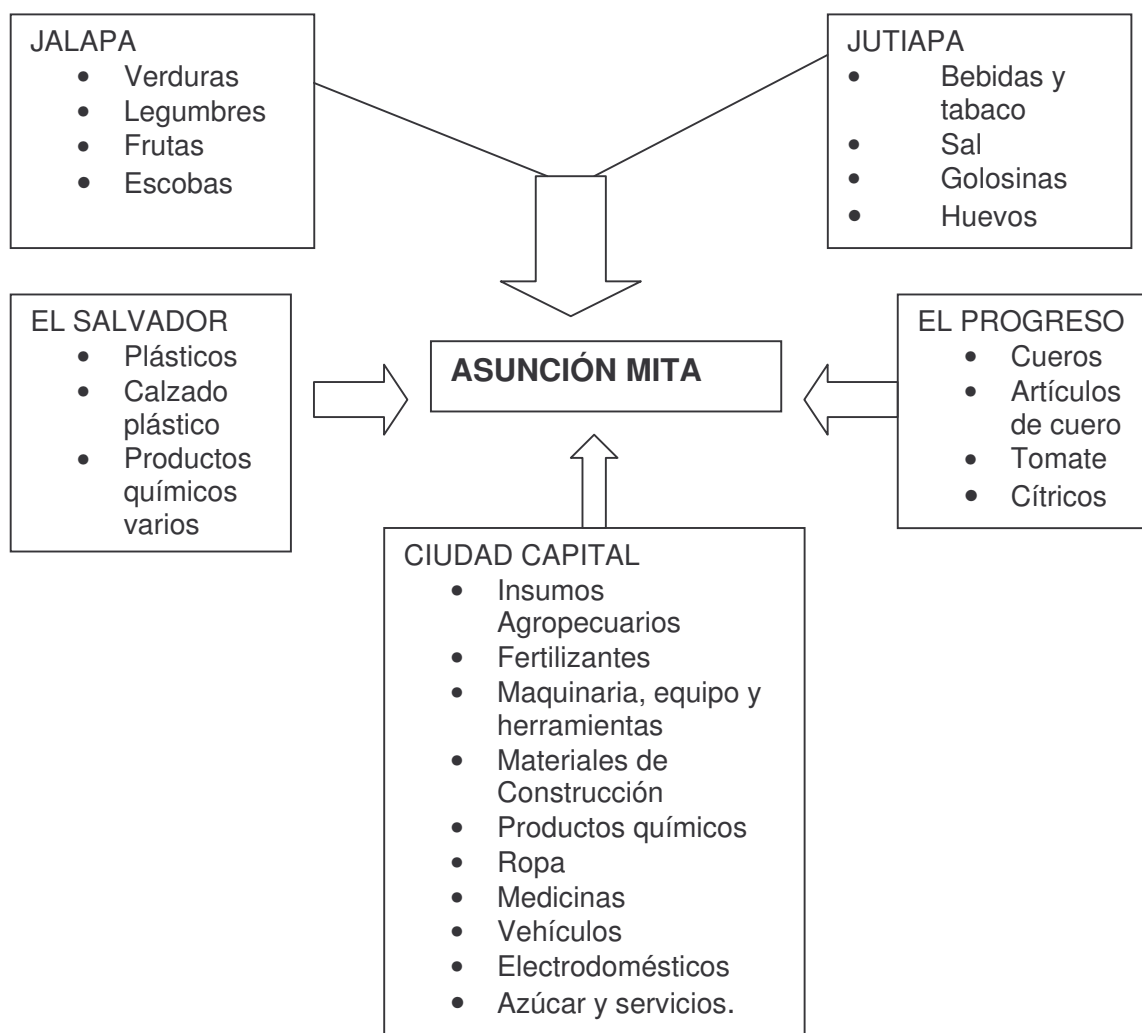 JALAPA
• Verduras
• Legumbres
• Frutas
• Escobas
JUTIAPA
• Bebidas y
tabaco
• Sal
• Golosinas
• Huevos
EL SALVADOR
• Plásticos
• Calzado
plástico
• Productos
químicos
varios
ASUNCIÓN MITA
EL PROGRESO
• Cueros
• Artículos
de cuero
• Tomate
• Cítricos
CIUDAD CAPITAL
• Insumos
Agropecuarios
• Fertilizantes
• Maquinaria, equipo y
herramientas
• Materiales de
Construcción
• Productos químicos
• Ropa
• Medicinas
• Vehículos
• Electrodomésticos
• Azúcar y servicios.